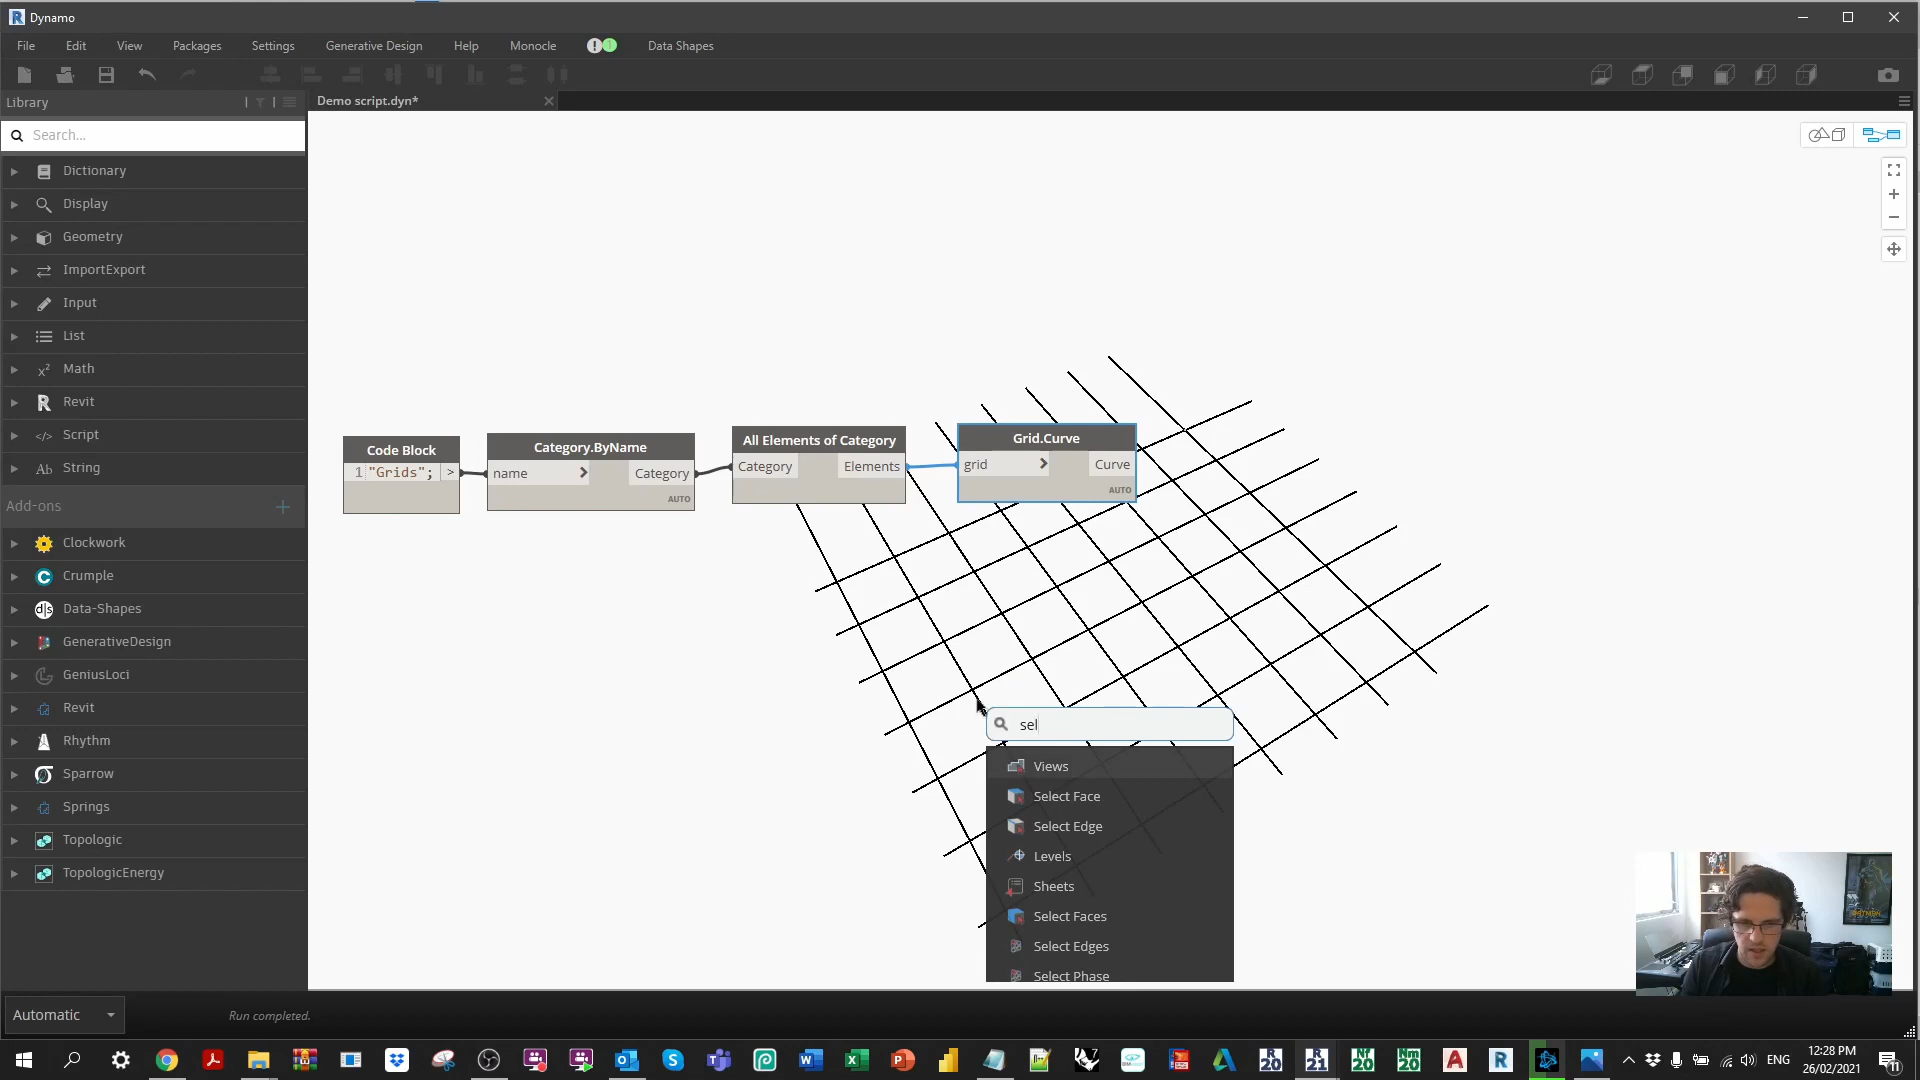 Dynamo
File Edit View Packages Settings Generative Design Help Monocle Data Shapes
Library
Demo script.dyn*
Search...
Dictionary
Display
Geometry
ImportExport
Input
List
Math
Revit
Script
String
Add-ons
Clockwork
Crumple
Data-Shapes
GenerativeDesign
GeniusLoci
Revit
Rhythm
Sparrow
Springs
Topologic
TopologicEnergy
Code Block
1 "Grids"; >
Category.ByName
name > Category
AUTO
All Elements of Category
Category Elements
Grid.Curve
grid > Curve
AUTO
sel
Views
Select Face
Select Edge
Levels
Sheets
Select Faces
Select Edges
Select Phase
Automatic
Run completed.
ENG
12:28 PM
26/02/2021